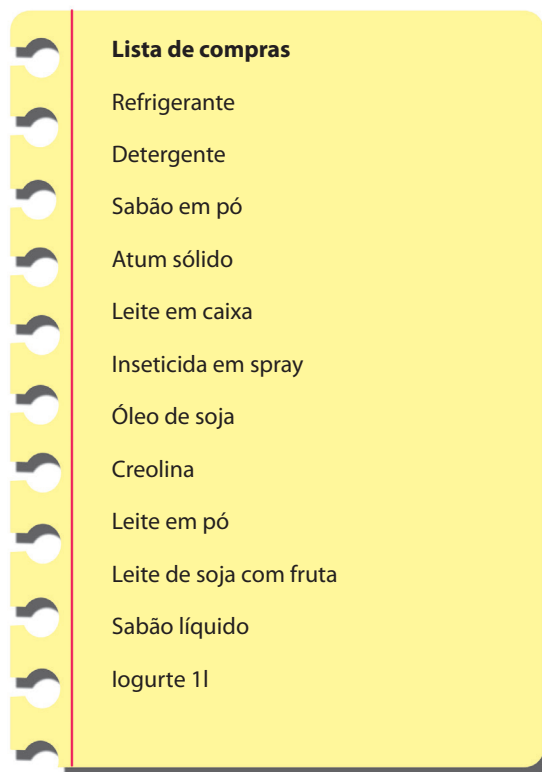 Lista de compras
Refrigerante
Detergente
Sabão em pó
Atum sólido
Leite em caixa
Inseticida em spray
Óleo de soja
Creolina
Leite em pó
Leite de soja com fruta
Sabão líquido
Iogurte 1l